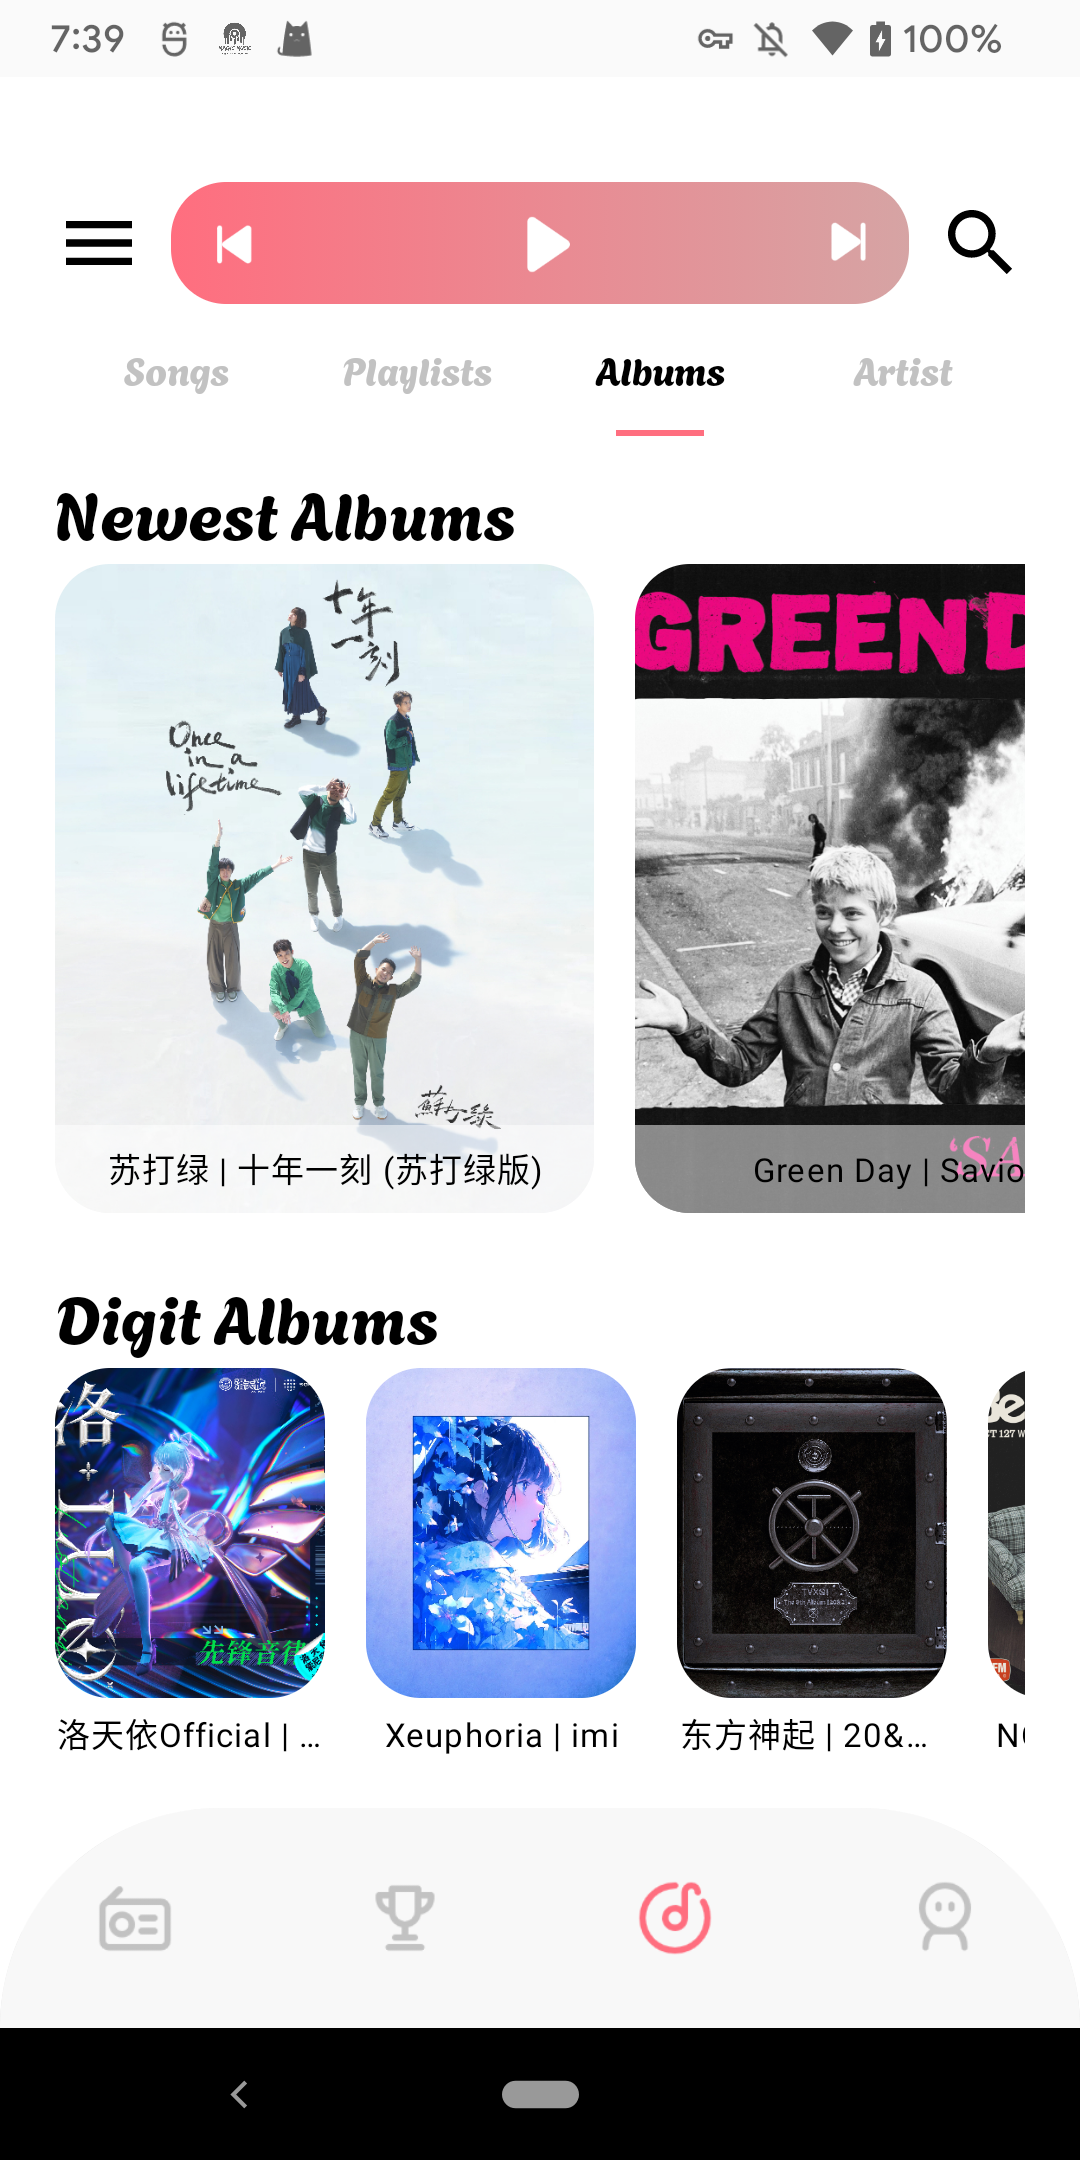 7:39
100%
Songs
Playlists
Albums
Artist
Newest Albums
十年
一刻
Once
in a
lifetime
蘇打綠
苏打绿 | 十年一刻 (苏打绿版)
GREEN D
'SA
Green Day | Savio
Digit Albums
洛
先锋音律
洛天依Official | ...
Xeuphoria | imi
TVXQ!
东方神起 | 20&...
T 127 W